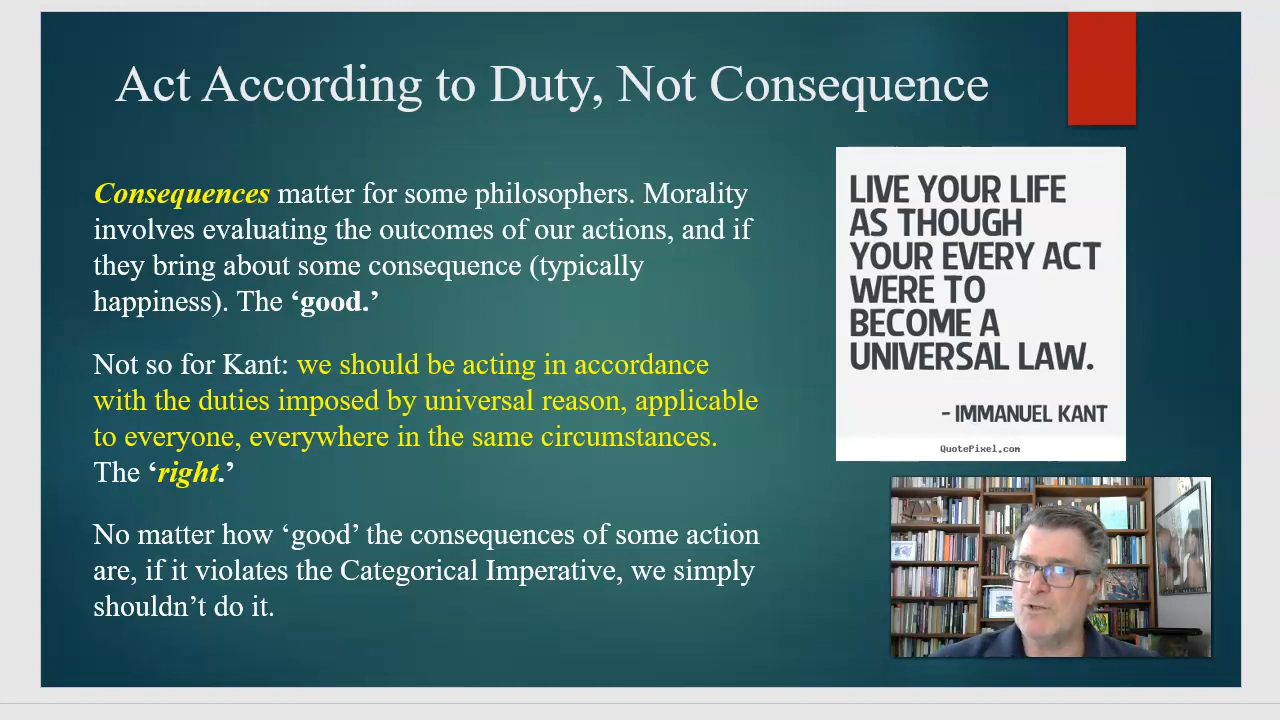 Act According to Duty, Not Consequence
Consequences matter for some philosophers. Morality
involves evaluating the outcomes of our actions, and if
they bring about some consequence (typically
happiness). The ‘good.’
Not so for Kant: we should be acting in accordance
with the duties imposed by universal reason, applicable
to everyone, everywhere in the same circumstances.
The ‘right.’
No matter how ‘good’ the consequences of some action
are, if it violates the Categorical Imperative, we simply
shouldn’t do it.
LIVE YOUR LIFE
AS THOUGH
YOUR EVERY ACT
WERE TO
BECOME A
UNIVERSAL LAW.
- IMMANUEL KANT
QuotePixel.com